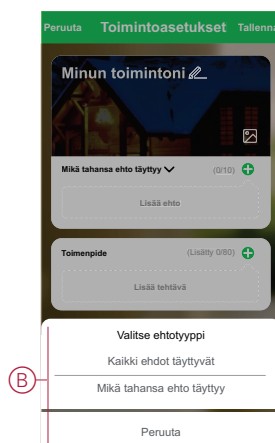 Peruuta Toimintoasetukset Tallenna
Minun toimintoni
Mikä tahansa ehto täyttyy (0/10)
Lisää ehto
Toimenpide (Lisätty 0/80)
Lisää tehtävä
Valitse ehtotyyppi
Kaikki ehdot täyttyvät
B
Mikä tahansa ehto täyttyy
Peruuta